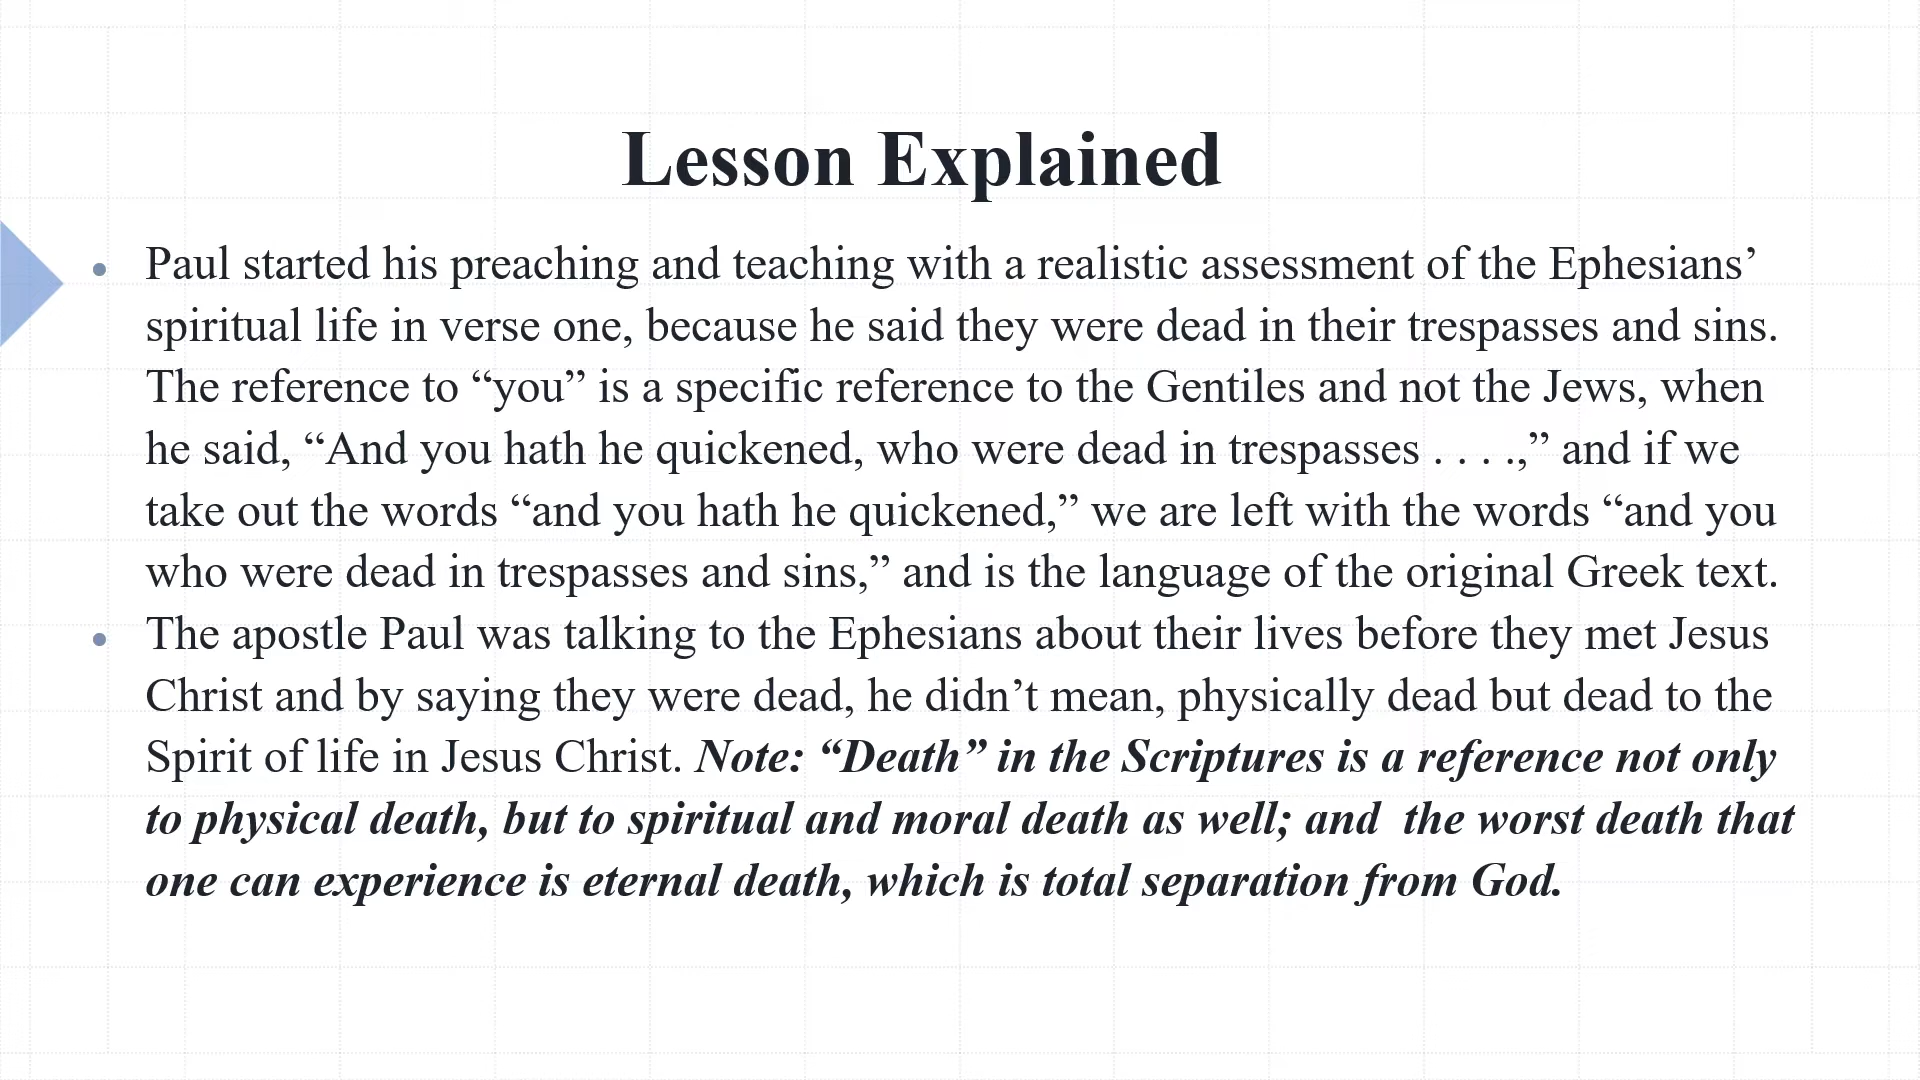 Lesson Explained
• Paul started his preaching and teaching with a realistic assessment of the Ephesians’
spiritual life in verse one, because he said they were dead in their trespasses and sins.
The reference to “you” is a specific reference to the Gentiles and not the Jews, when
he said, “And you hath he quickened, who were dead in trespasses . . . .,” and if we
take out the words “and you hath he quickened,” we are left with the words “and you
who were dead in trespasses and sins,” and is the language of the original Greek text.
• The apostle Paul was talking to the Ephesians about their lives before they met Jesus
Christ and by saying they were dead, he didn’t mean, physically dead but dead to the
Spirit of life in Jesus Christ. Note: “Death” in the Scriptures is a reference not only
to physical death, but to spiritual and moral death as well; and  the worst death that
one can experience is eternal death, which is total separation from God.